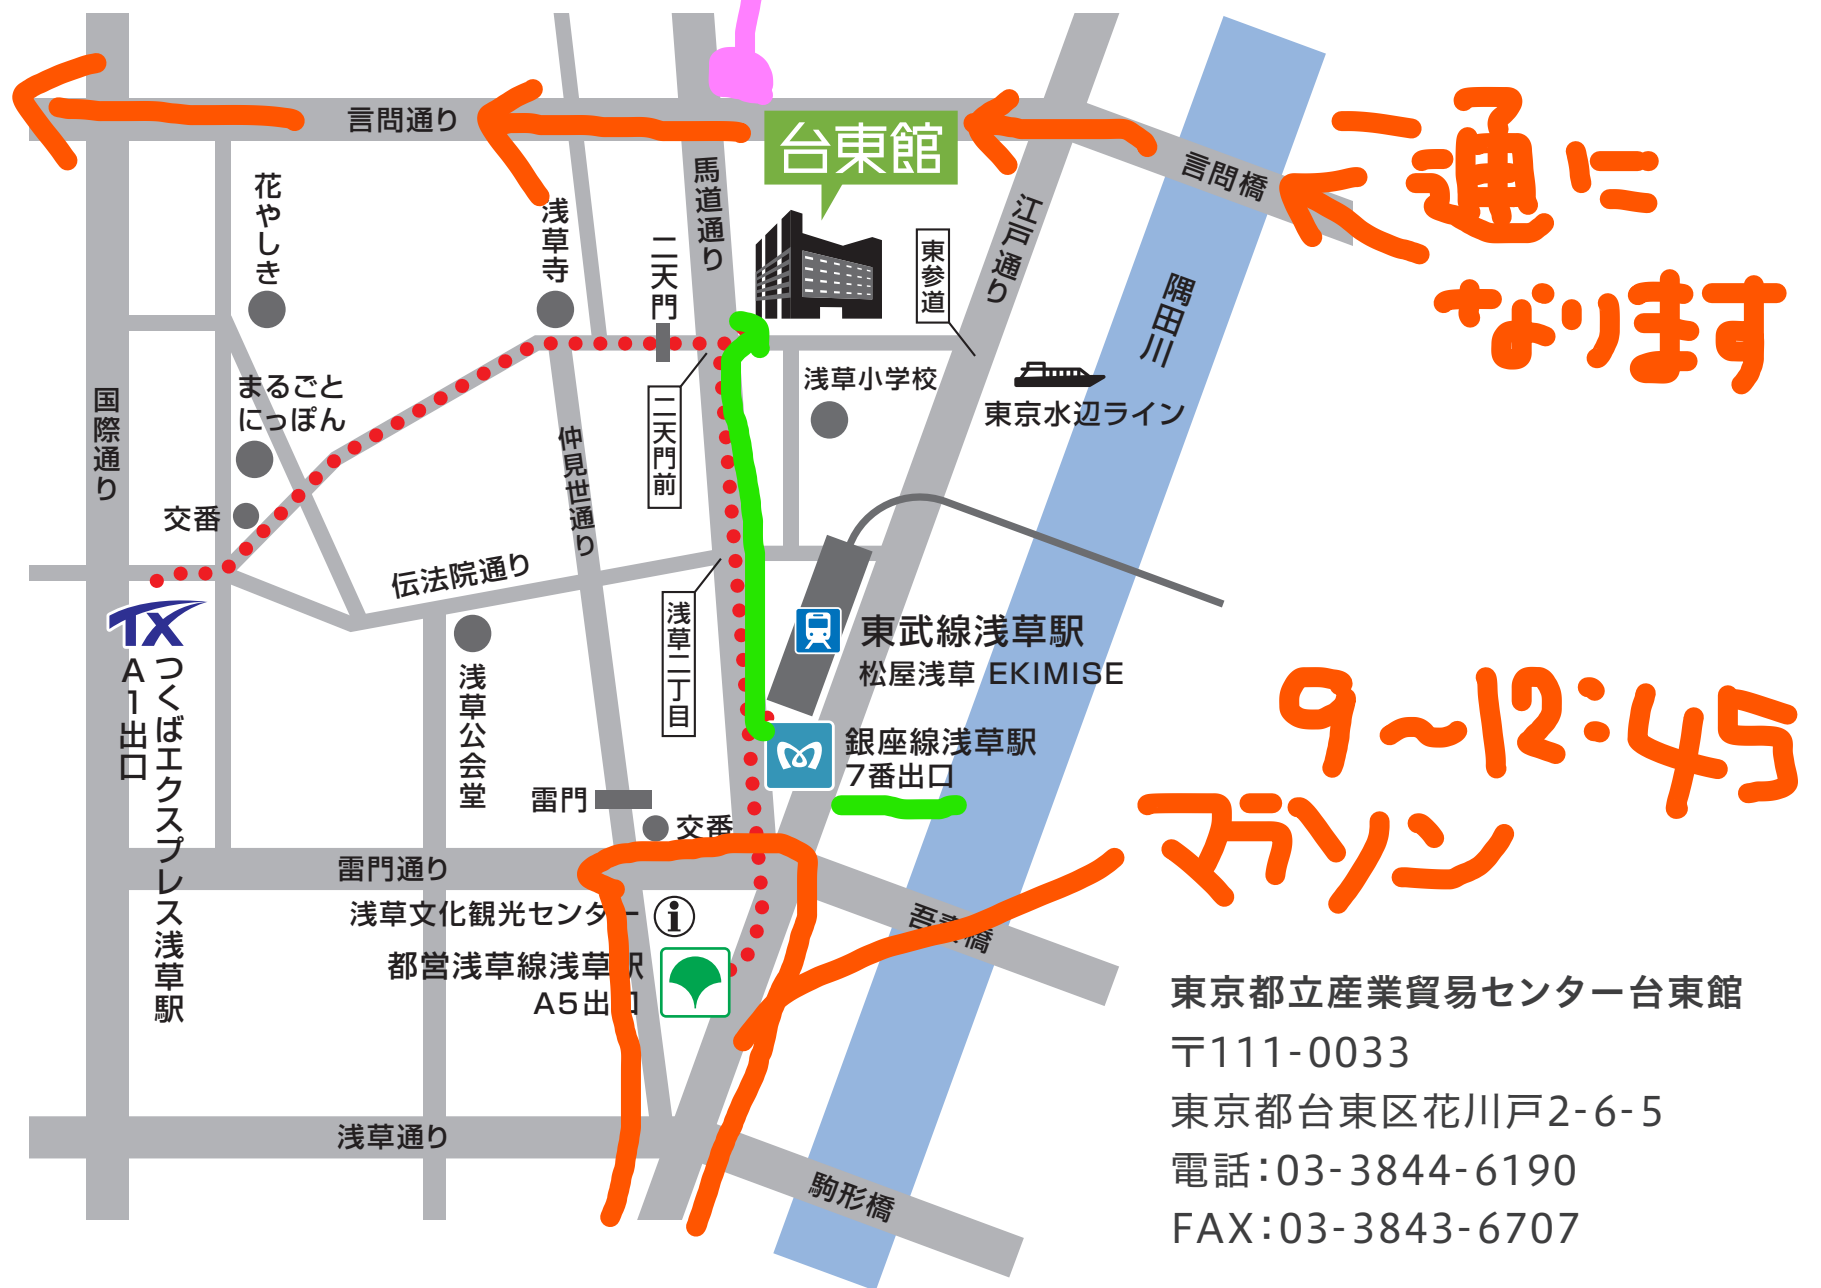 言問通り
台東館
言問橋
一通に
なります
花やしき
浅草寺
二天門
馬道通り
東参道
江戸通り
隅田川
国際通り
まるごと
にっぽん
交番
仲見世通り
二天門前
浅草小学校
東京水辺ライン
伝法院通り
浅草二丁目
TX
つくばエクスプレス浅草駅
A1出口
浅草公会堂
東武線浅草駅
松屋浅草 EKIMISE
銀座線浅草駅
7番出口
9～12:45
マラソン
雷門
交番
雷門通り
浅草文化観光センター
都営浅草線浅草駅
A5出口
吾妻橋
浅草通り
駒形橋
東京都立産業貿易センター台東館
〒111-0033
東京都台東区花川戸2-6-5
電話：03-3844-6190
FAX：03-3843-6707